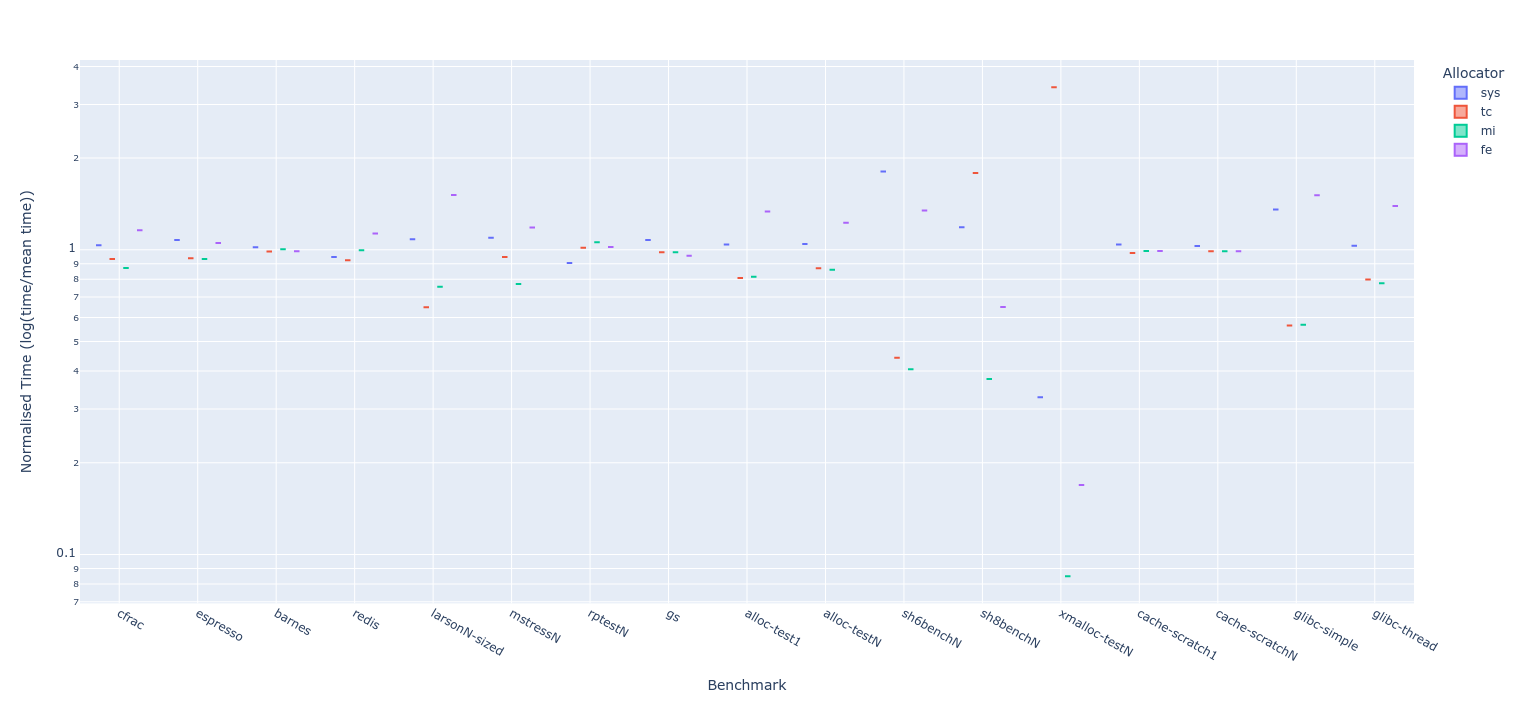 Allocator
sys
tc
mi
fe
Normalised Time (log(time/mean time))
4
3
2
1
9
8
7
6
5
4
3
2
0.1
9
8
7
cfrac
espresso
barnes
redis
larsonN-sized
mstressN
rptestN
gs
alloc-test1
alloc-testN
sh6benchN
sh8benchN
xmalloc-testN
cache-scratch1
cache-scratchN
glibc-simple
glibc-thread
Benchmark